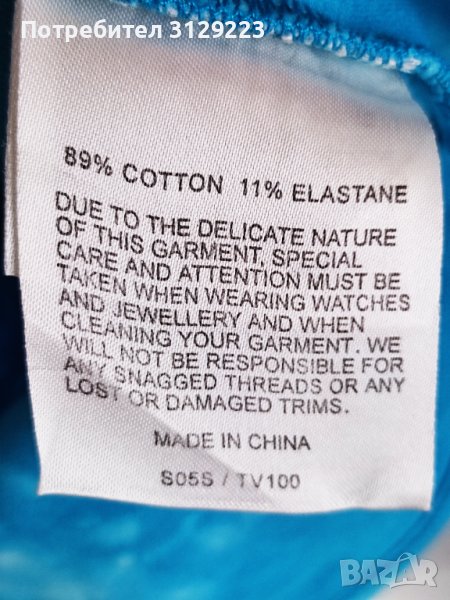 Потребител 3129223
89% COTTON 11% ELASTANE
DUE TO THE DELICATE NATURE
OF THIS GARMENT, SPECIAL
CARE AND ATTENTION MUST BE
TAKEN WHEN WEARING WATCHES
AND JEWELLERY AND WHEN
CLEANING YOUR GARMENT. WE
WILL NOT BE RESPONSIBLE FOR
ANY SNAGGED THREADS OR ANY
LOST OR DAMAGED TRIMS.
MADE IN CHINA
S05S / TV100
BAZAR